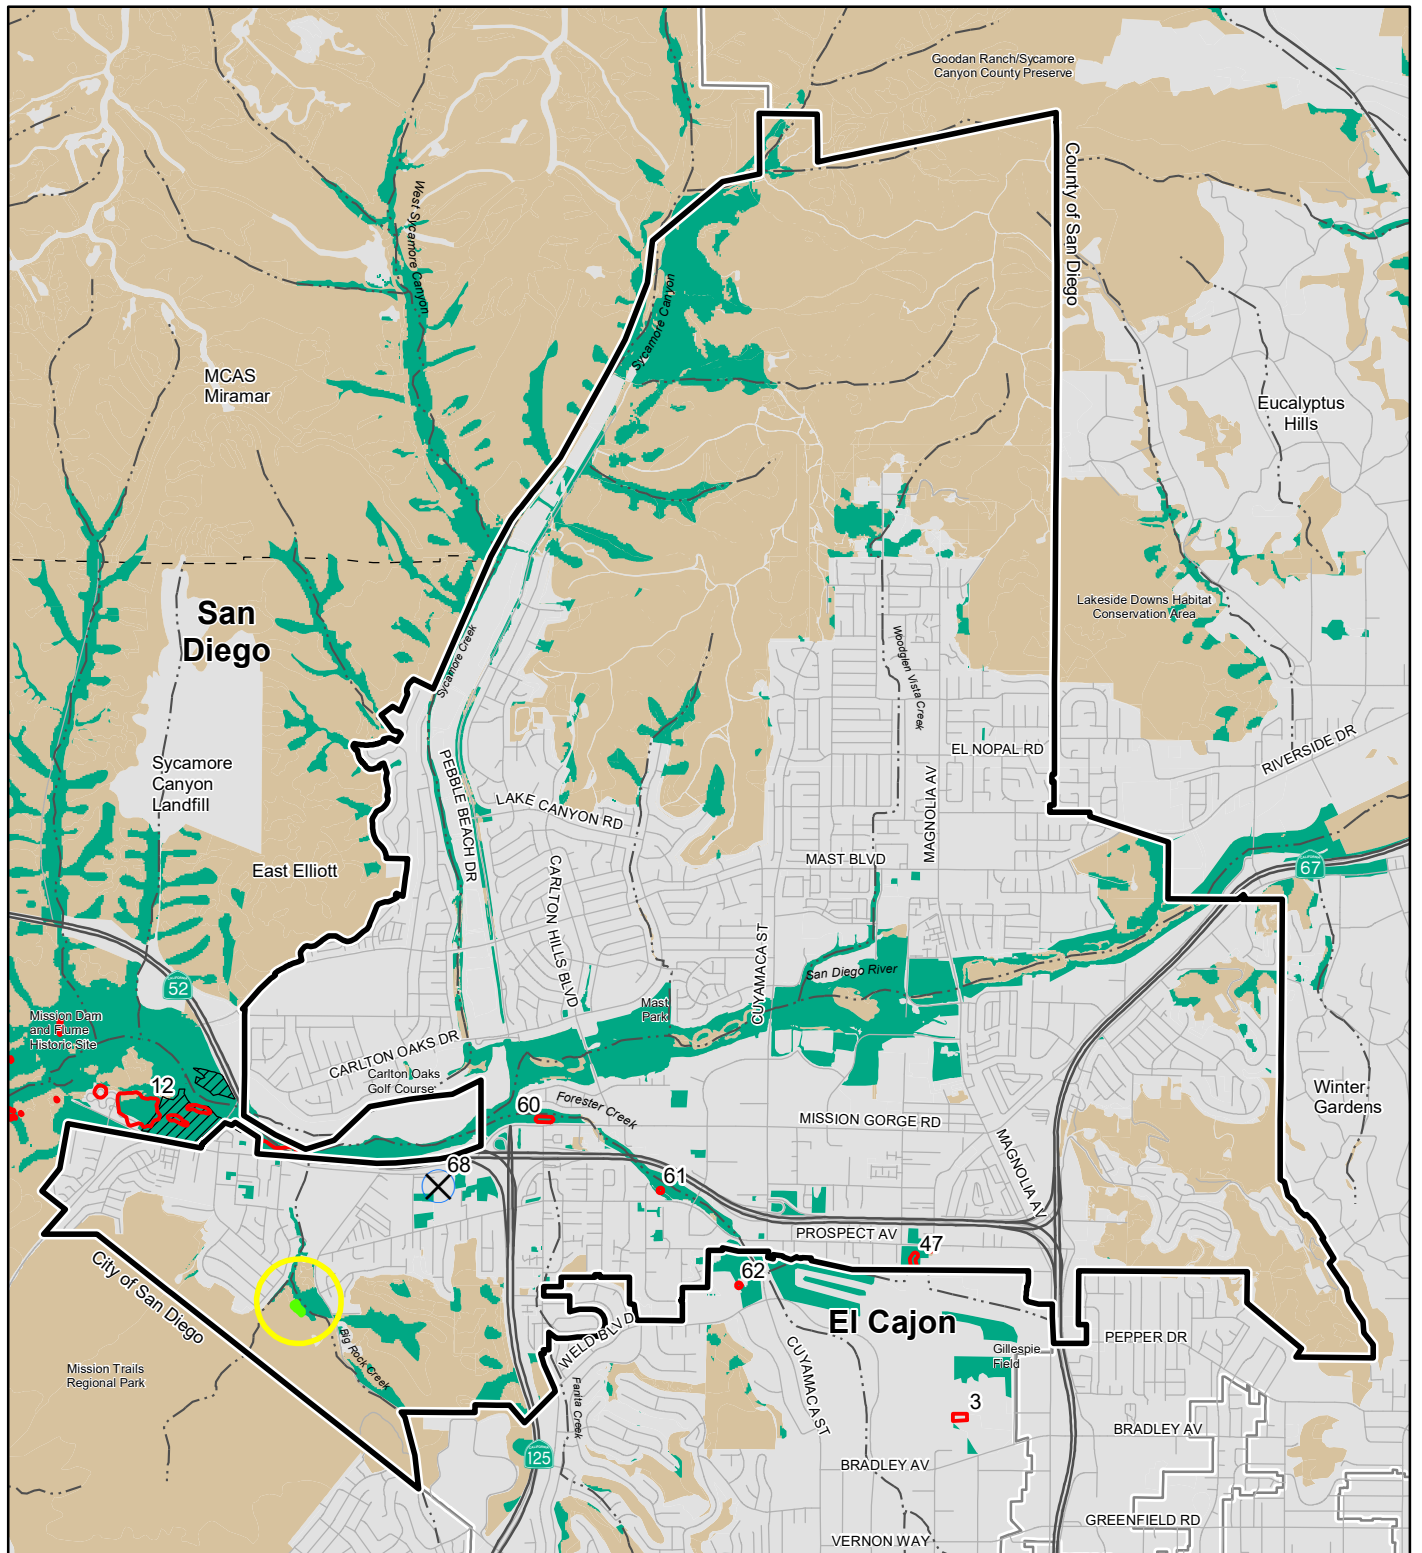 Goodan Ranch/Sycamore
Canyon County Preserve
County of San Diego
West Sycamore Canyon
Sycamore Canyon
MCAS
Miramar
Eucalyptus
Hills
San
Diego
Lakeside Downs Habitat
Conservation Area
Sycamore Creek
Woodglen Vista Creek
EL NOPAL RD
RIVERSIDE DR
Sycamore
Canyon
Landfill
PEBBLE BEACH DR
LAKE CANYON RD
MAGNOLIA AV
MAST BLVD
East Elliott
CARLTON HILLS BLVD
CALIFORNIA
67
CUYAMACA ST
San Diego River
CALIFORNIA
52
Mission Dam
and Flume
Historic Site
Mast
Park
CARLTON OAKS DR
Carlton Oaks
Golf Course
12
Winter
Gardens
60
Forester Creek
MISSION GORGE RD
MAGNOLIA AV
68
61
PROSPECT AV
47
62
City of San Diego
El Cajon
WELD BLVD
PEPPER DR
Big Rock Creek
Gillespie
Field
Mission Trails
Regional Park
CUYAMACA ST
Fanita Creek
3
BRADLEY AV
CALIFORNIA
125
BRADLEY AV
GREENFIELD RD
VERNON WAY